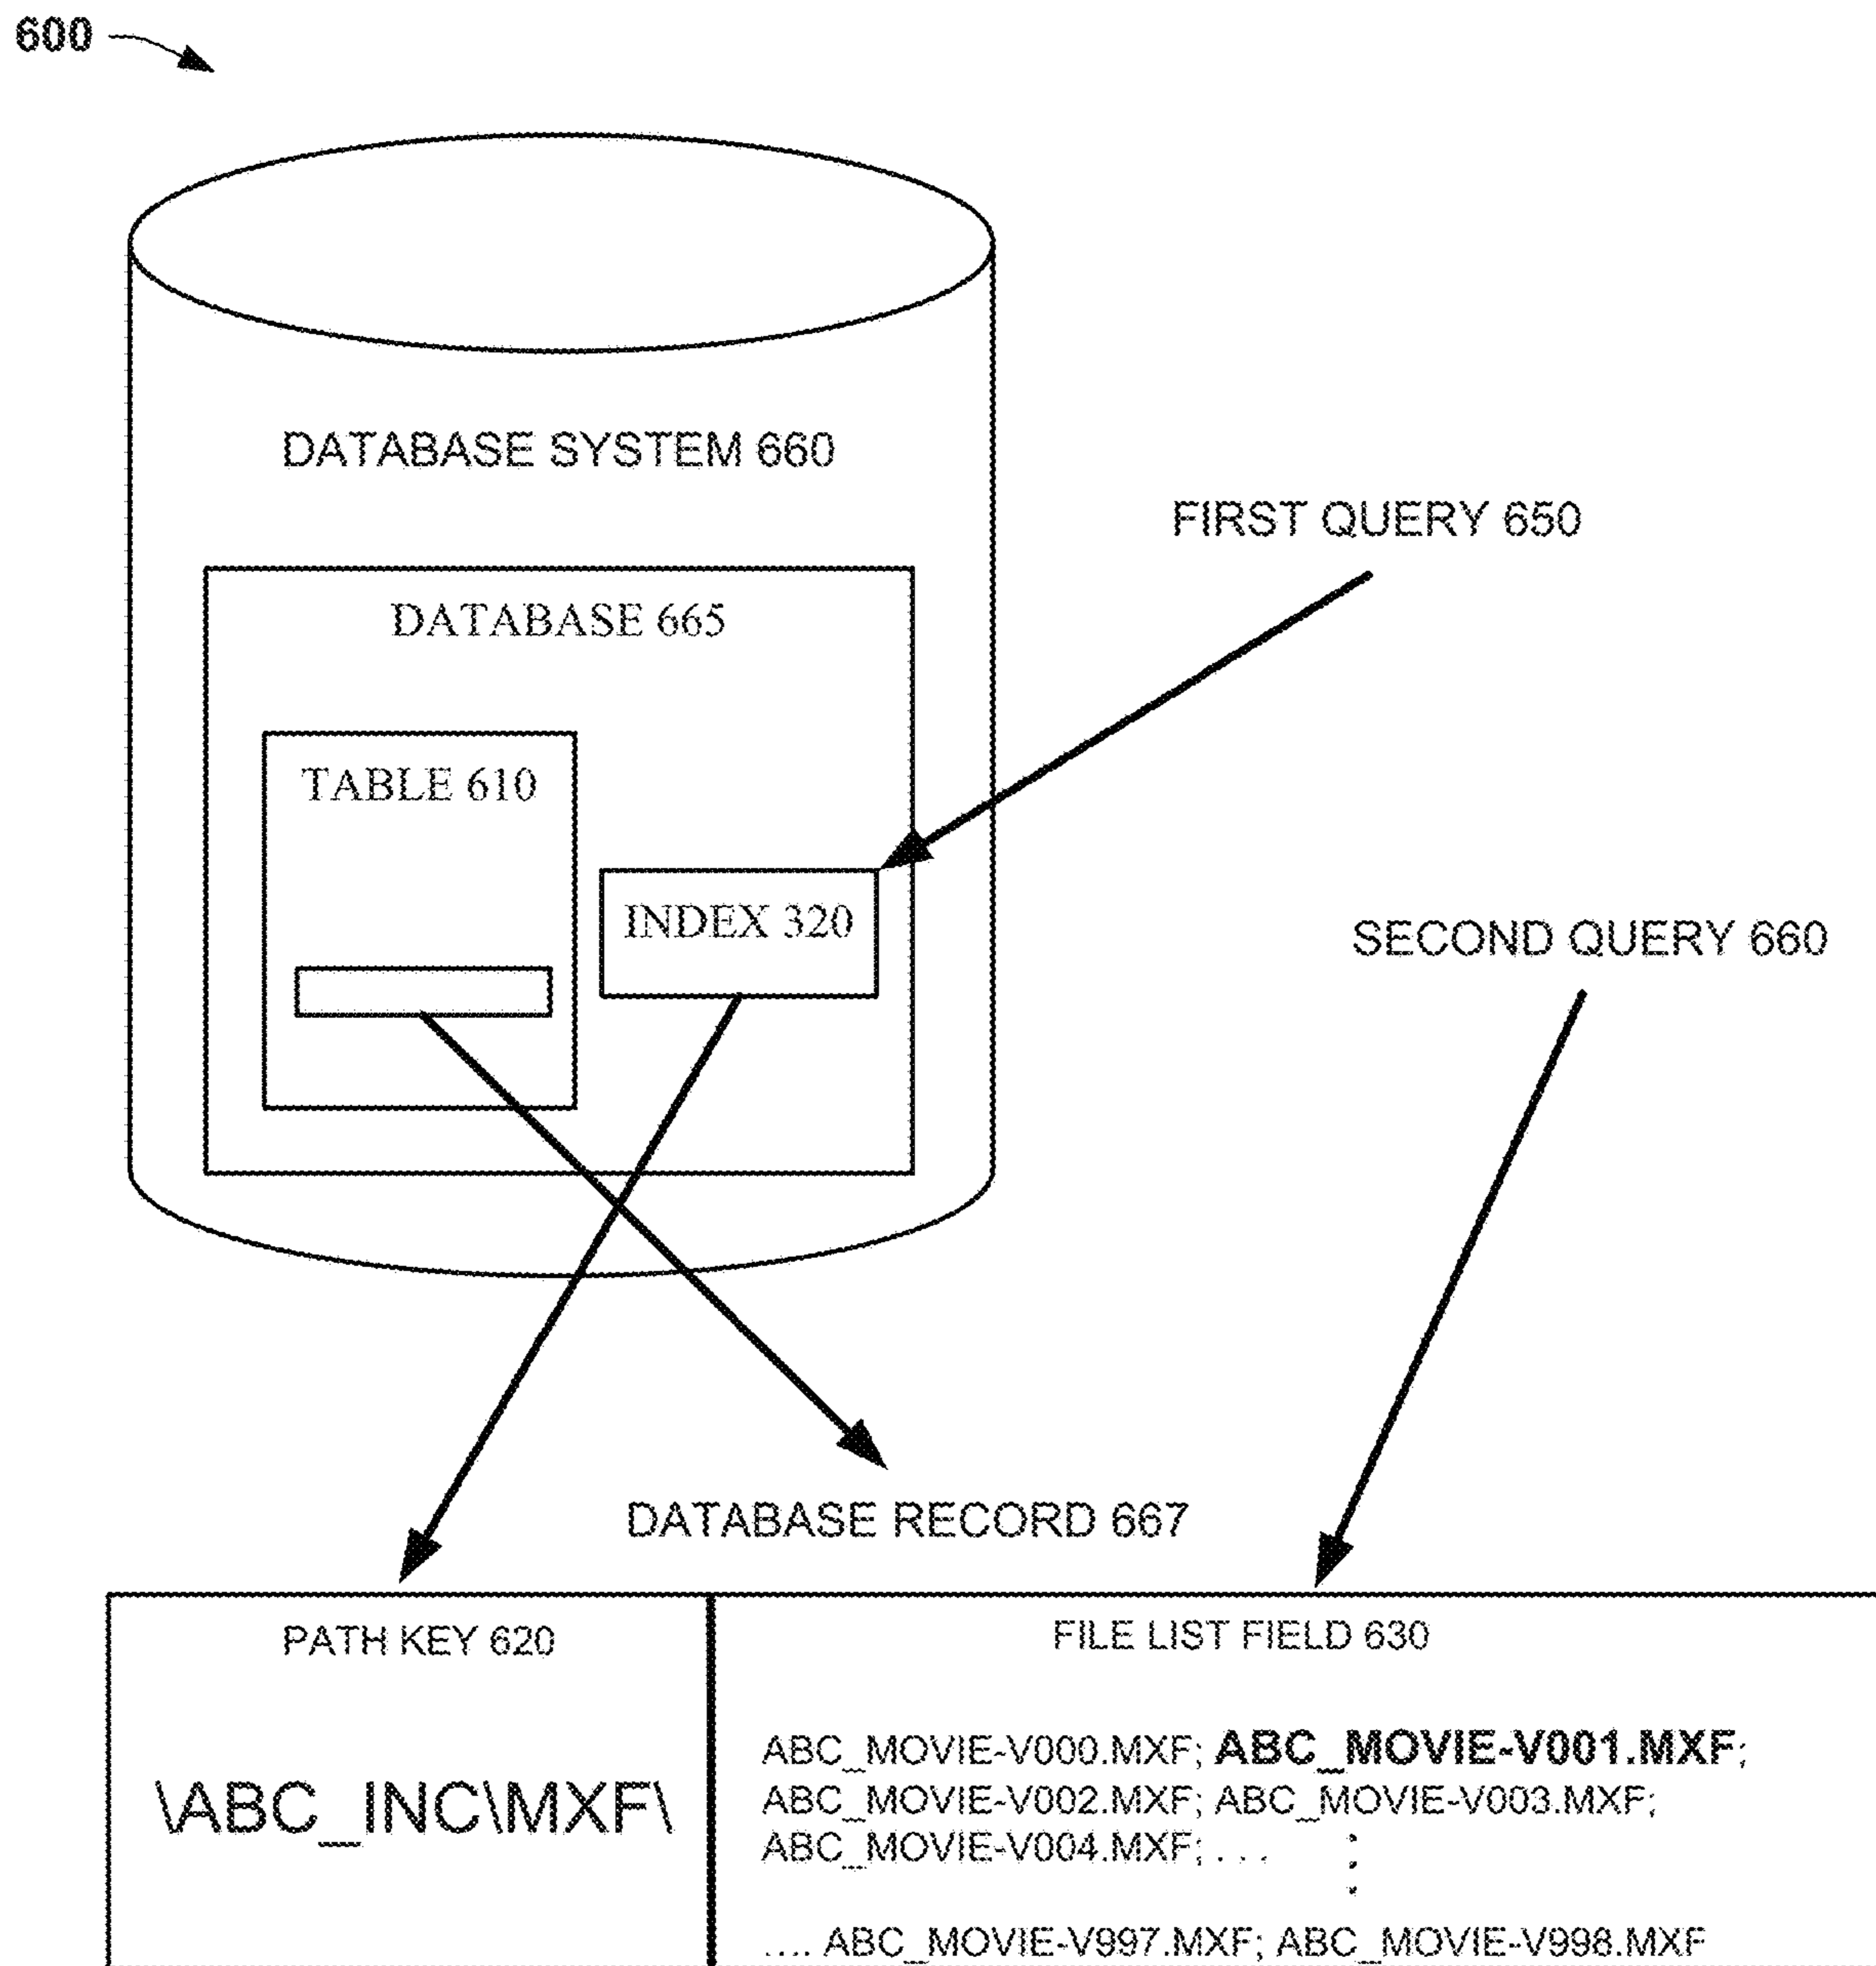 600
DATABASE SYSTEM 660
FIRST QUERY 650
DATABASE 665
TABLE 610
INDEX 320
SECOND QUERY 660
DATABASE RECORD 667
PATH KEY 620
\ABC_INC\MXF\
FILE LIST FIELD 630
ABC_MOVIE-V000.MXF; ABC_MOVIE-V001.MXF;
ABC_MOVIE-V002.MXF; ABC_MOVIE-V003.MXF;
ABC_MOVIE-V004.MXF; . . .
.... ABC_MOVIE-V997.MXF; ABC_MOVIE-V998.MXF